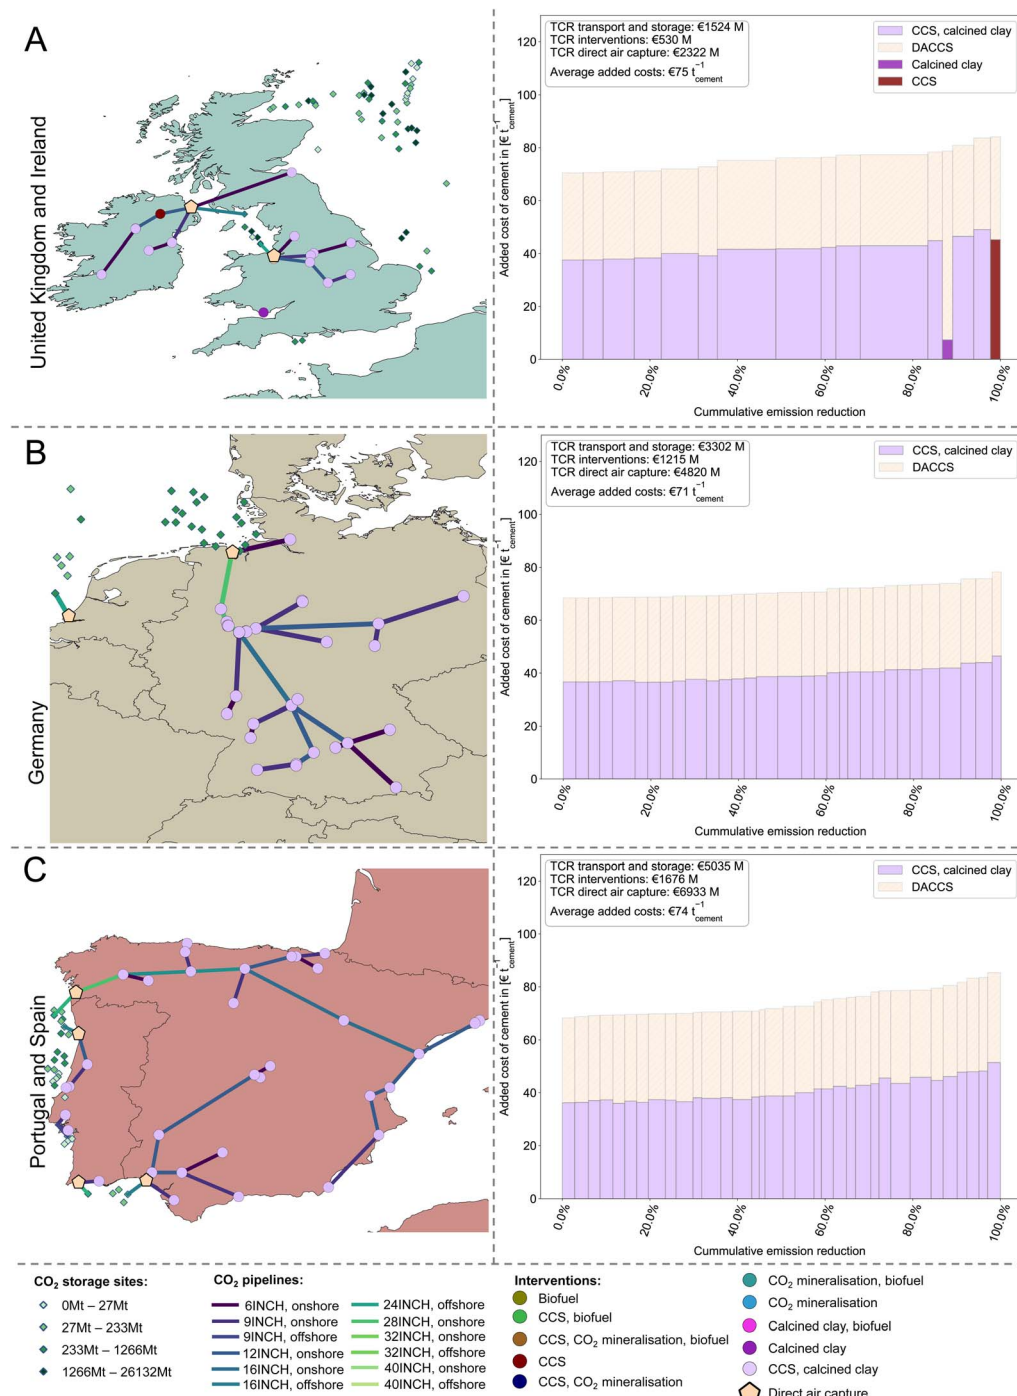 A
United Kingdom and Ireland
TCR transport and storage: €1524 M
TCR interventions: €530 M
TCR direct air capture: €2322 M
Average added costs: €75 t⁻¹cement
CCS, calcined clay
DACCS
Calcined clay
CCS
Added cost of cement in [€ t⁻¹cement]
120
100
80
60
40
20
0
0.0%
20.0%
40.0%
60.0%
80.0%
100.0%
Cummulative emission reduction
B
Germany
TCR transport and storage: €3302 M
TCR interventions: €1215 M
TCR direct air capture: €4820 M
Average added costs: €71 t⁻¹cement
CCS, calcined clay
DACCS
Added cost of cement in [€ t⁻¹cement]
120
100
80
60
40
20
0
0.0%
20.0%
40.0%
60.0%
80.0%
100.0%
Cummulative emission reduction
C
Portugal and Spain
TCR transport and storage: €5035 M
TCR interventions: €1676 M
TCR direct air capture: €6933 M
Average added costs: €74 t⁻¹cement
CCS, calcined clay
DACCS
Added cost of cement in [€ t⁻¹cement]
120
100
80
60
40
20
0
0.0%
20.0%
40.0%
60.0%
80.0%
100.0%
Cummulative emission reduction
CO₂ storage sites:
0Mt – 27Mt
27Mt – 233Mt
233Mt – 1266Mt
1266Mt – 26132Mt
CO₂ pipelines:
6INCH, onshore
9INCH, onshore
9INCH, offshore
12INCH, onshore
16INCH, onshore
16INCH, offshore
24INCH, offshore
28INCH, onshore
32INCH, onshore
32INCH, offshore
40INCH, onshore
40INCH, offshore
Interventions:
Biofuel
CCS, biofuel
CCS, CO₂ mineralisation, biofuel
CCS
CCS, CO₂ mineralisation
CO₂ mineralisation, biofuel
CO₂ mineralisation
Calcined clay, biofuel
Calcined clay
CCS, calcined clay
Direct air capture